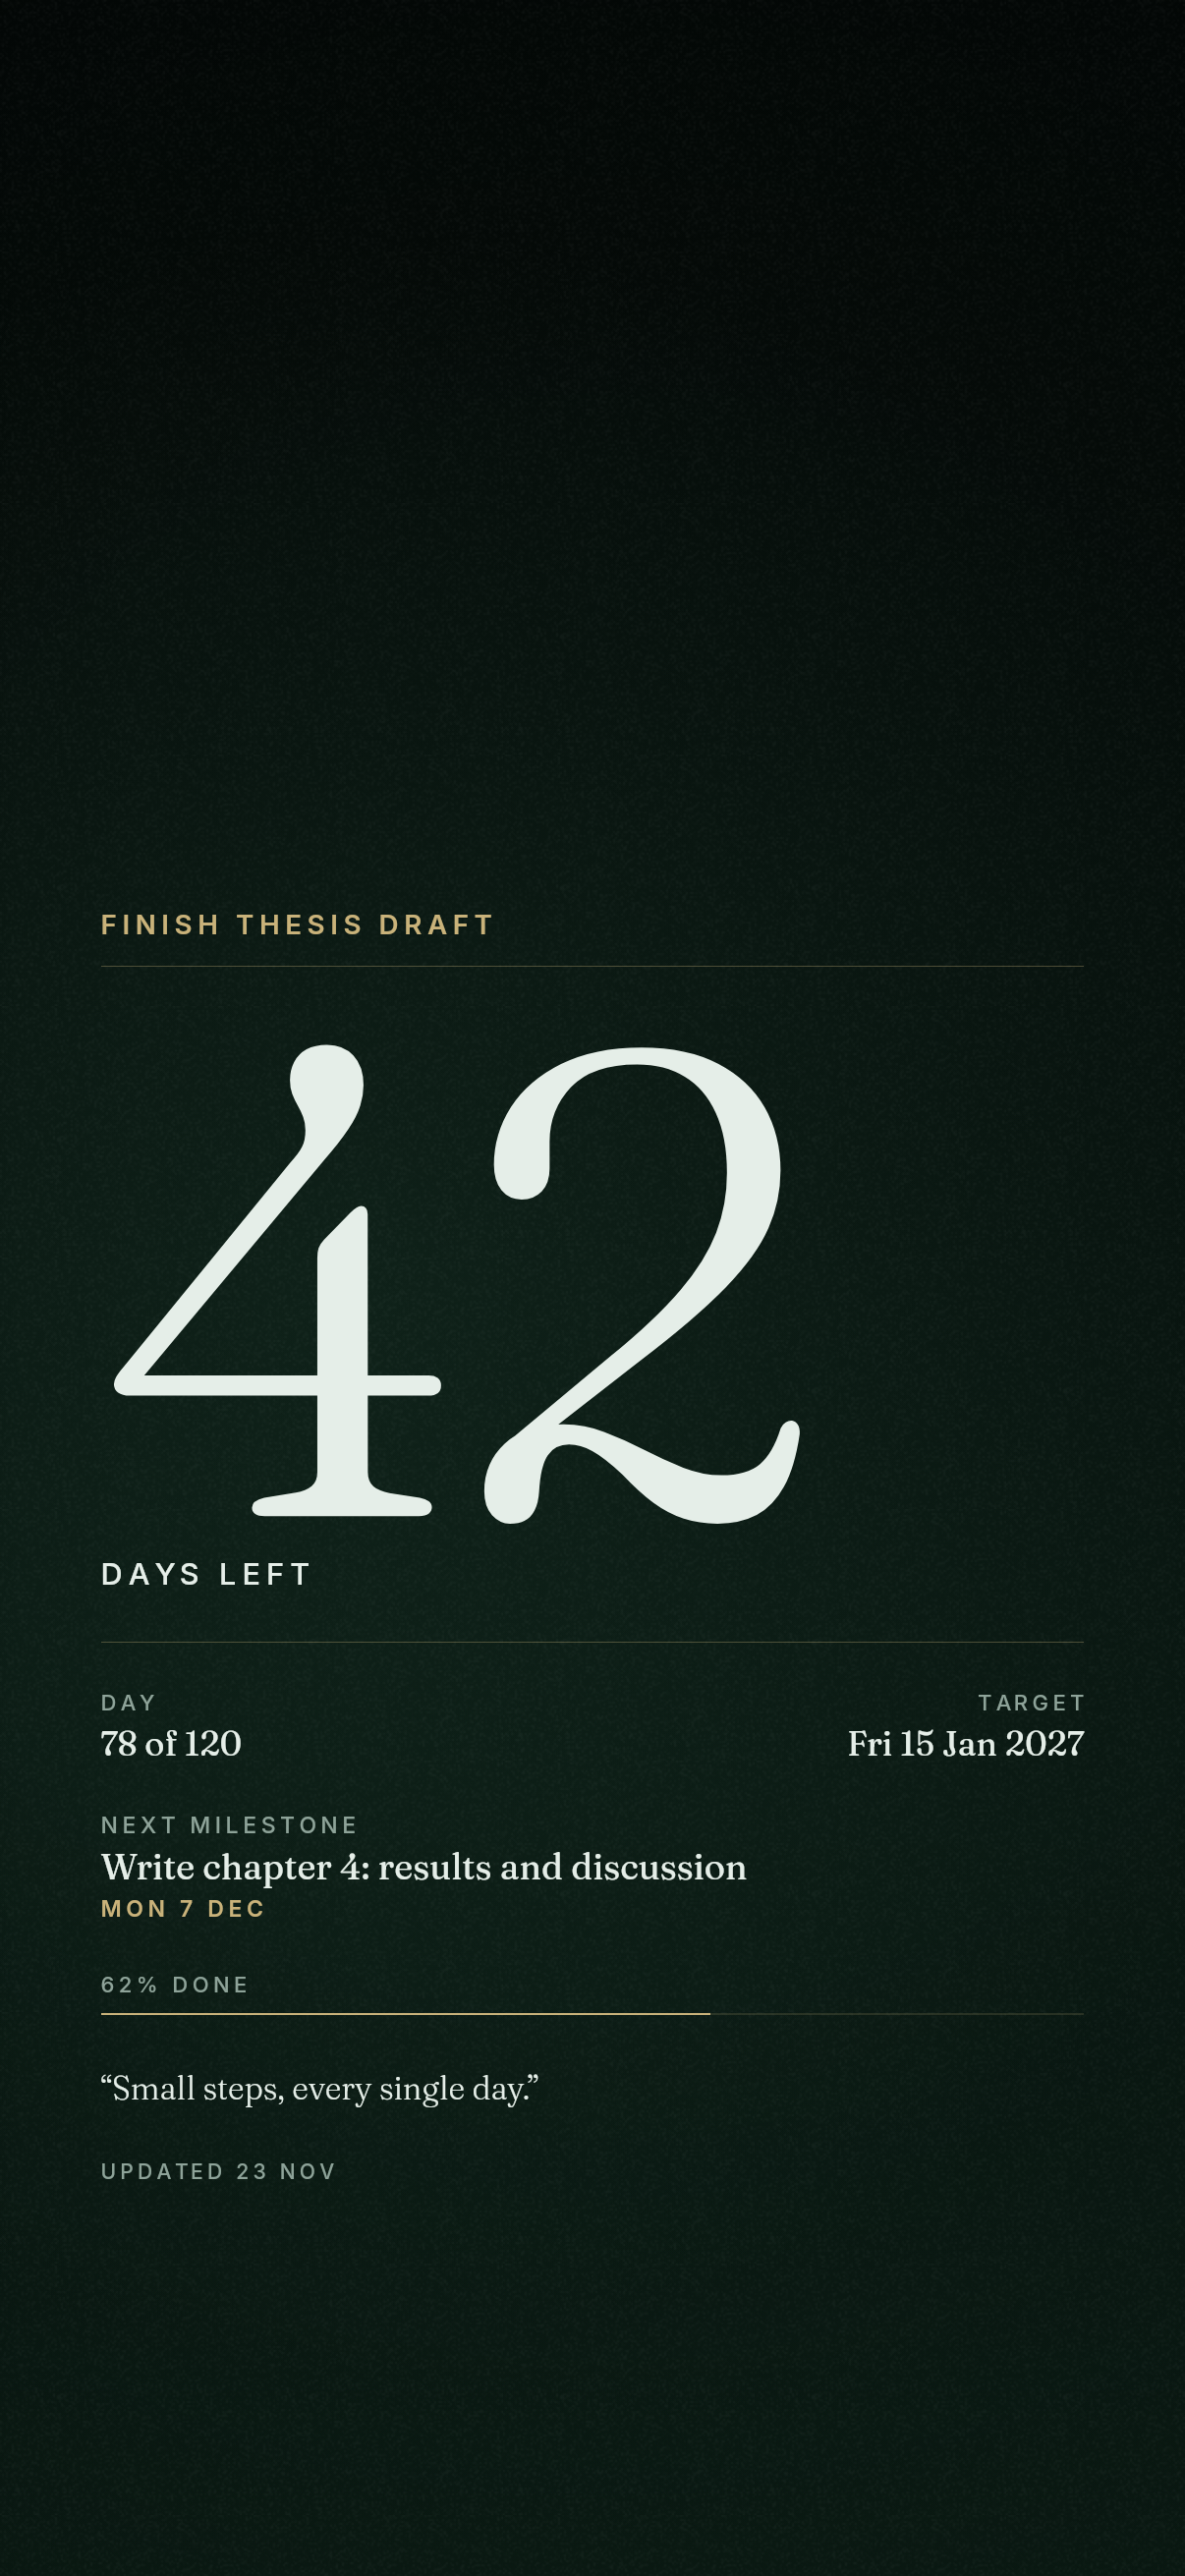 FINISH THESIS DRAFT
42
DAYS LEFT
DAY
78 of 120
TARGET
Fri 15 Jan 2027
NEXT MILESTONE
Write chapter 4: results and discussion
MON 7 DEC
62% DONE
“Small steps, every single day.”
UPDATED 23 NOV